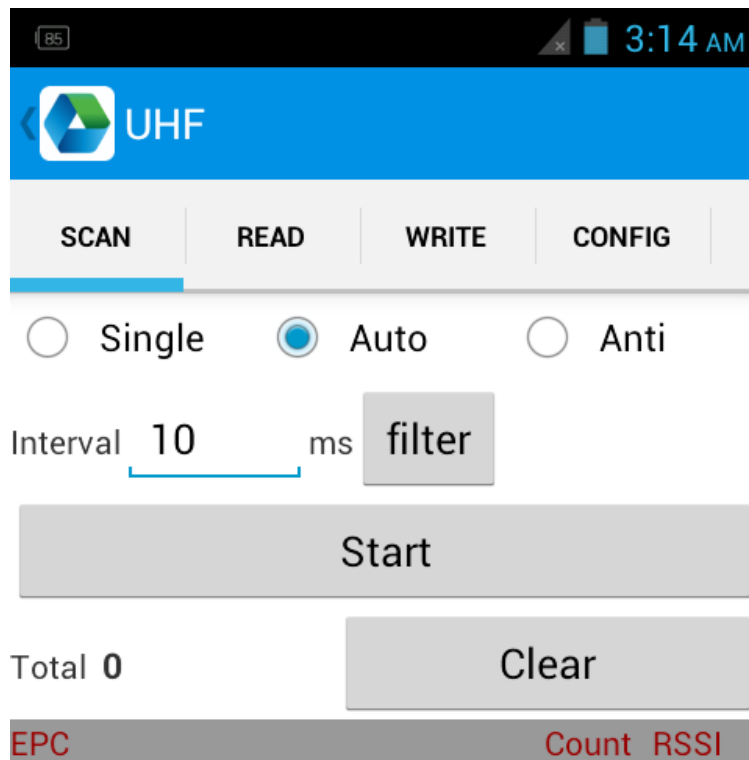 85 3:14 AM
UHF
SCAN READ WRITE CONFIG
Single Auto Anti
Interval 10 ms filter
Start
Total 0 Clear
EPC Count RSSI